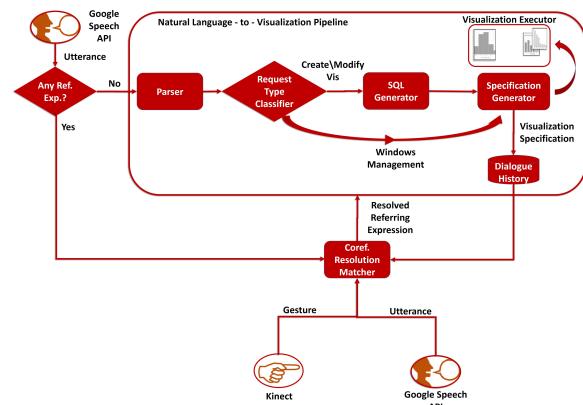 Google
Speech
API
Utterance
Any Ref.
Exp.?
No
Yes
Natural Language - to - Visualization Pipeline
Parser
Request
Type
Classifier
Create\Modify
Vis
SQL
Generator
Specification
Generator
Visualization Executor
Windows
Management
Visualization
Specification
Dialogue
History
Resolved
Referring
Expression
Coref.
Resolution
Matcher
Gesture
Utterance
Kinect
Google Speech
API